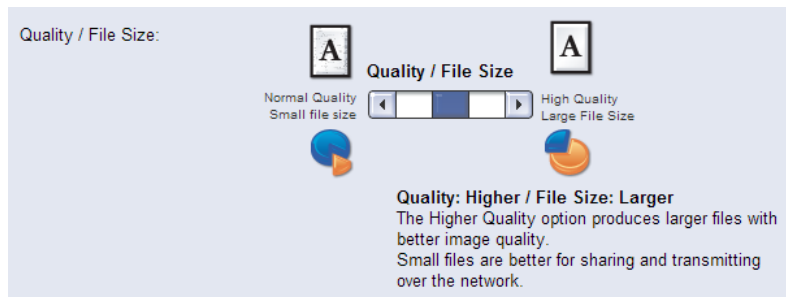 Quality / File Size:
A
A
Quality / File Size
Normal Quality
Small file size
High Quality
Large File Size
Quality: Higher / File Size: Larger
The Higher Quality option produces larger files with
better image quality.
Small files are better for sharing and transmitting
over the network.